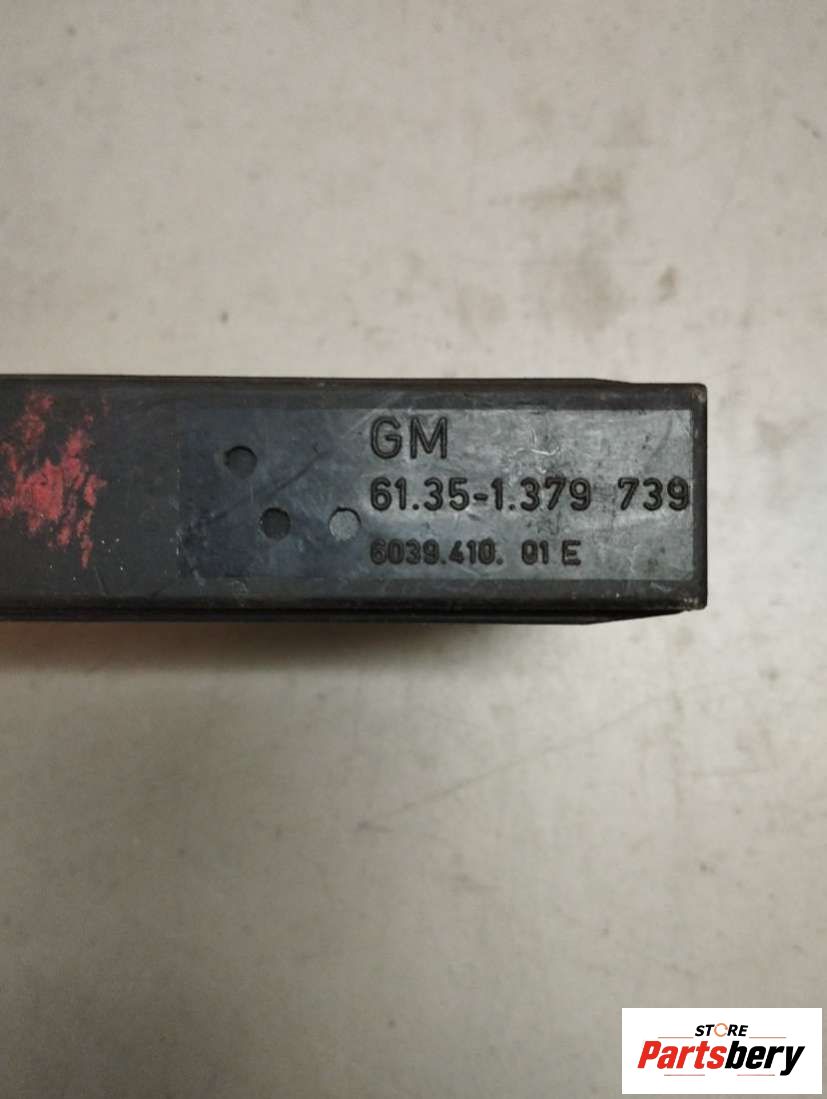 GM
61.35-1.379 739
6039.410. 01 E
STORE
Partsbery